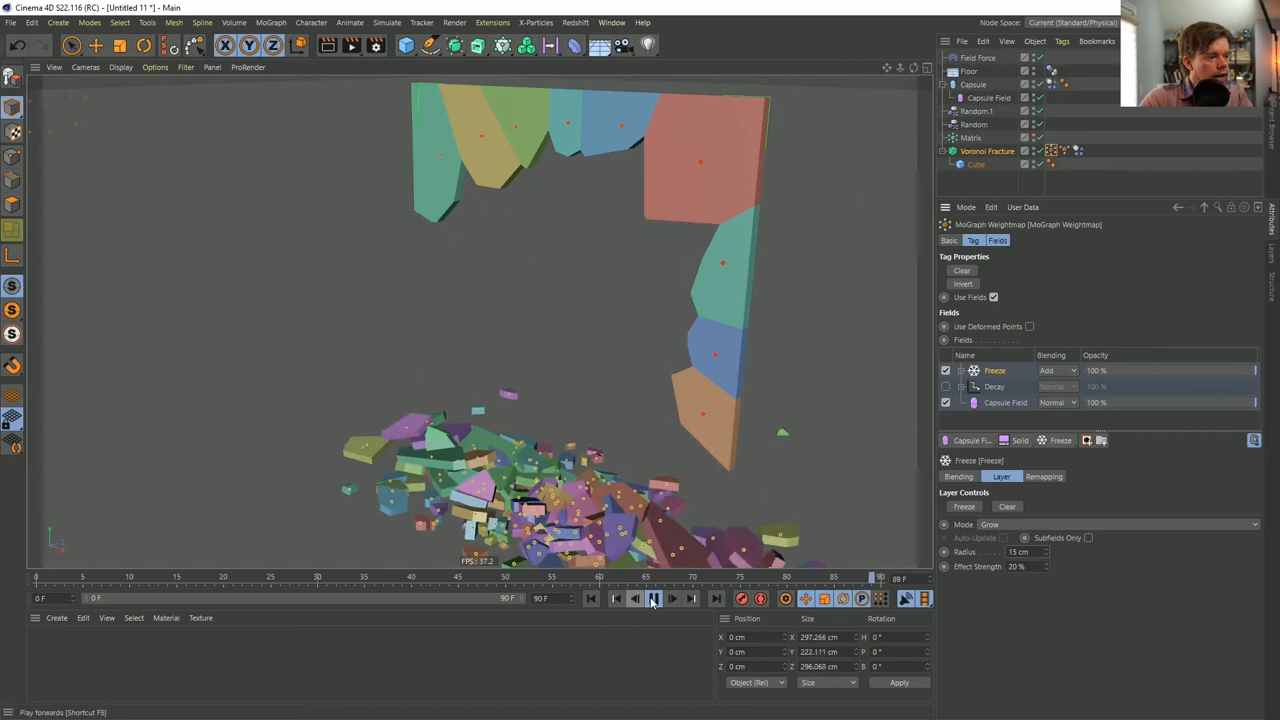 Cinema 4D S22.116 (RC) - [Untitled 11 *] - Main
File Edit Create Modes Select Tools Mesh Spline Volume MoGraph Character Animate Simulate Tracker Render Extensions X-Particles Redshift Window Help
Node Space: Current (Standard/Physical)
X Y Z
File Edit View Object Tags Bookmarks
View Cameras Display Options Filter Panel ProRender
Field Force
Floor
Capsule
Capsule Field
Random.1
Random
Matrix
Voronoi Fracture
Cube
Mode Edit User Data
MoGraph Weightmap [MoGraph Weightmap]
Basic Tag Fields
Tag Properties
Clear
Invert
Use Fields
Fields
Use Deformed Points
Fields
Name Blending Opacity
Freeze Add 100 %
Decay Normal 100 %
Capsule Field Normal 100 %
Capsule Fi... Solid Freeze
Freeze [Freeze]
Blending Layer Remapping
Layer Controls
Freeze Clear
Mode Grow
Auto-Update Subfields Only
Radius 15 cm
Effect Strength 20 %
Attributes
Layers
Structure
Content Browser
Y
X
FPS : 37.2
0 5 10 15 20 25 30 35 40 45 50 55 60 65 70 75 80 85 90 89 F
0 F 0 F 90 F 90 F
Create Edit View Select Material Texture
Position Size Rotation
X 0 cm X 297.266 cm H 0 °
Y 0 cm Y 222.111 cm P 0 °
Z 0 cm Z 296.068 cm B 0 °
Object (Rel) Size Apply
Play forwards [Shortcut F8]